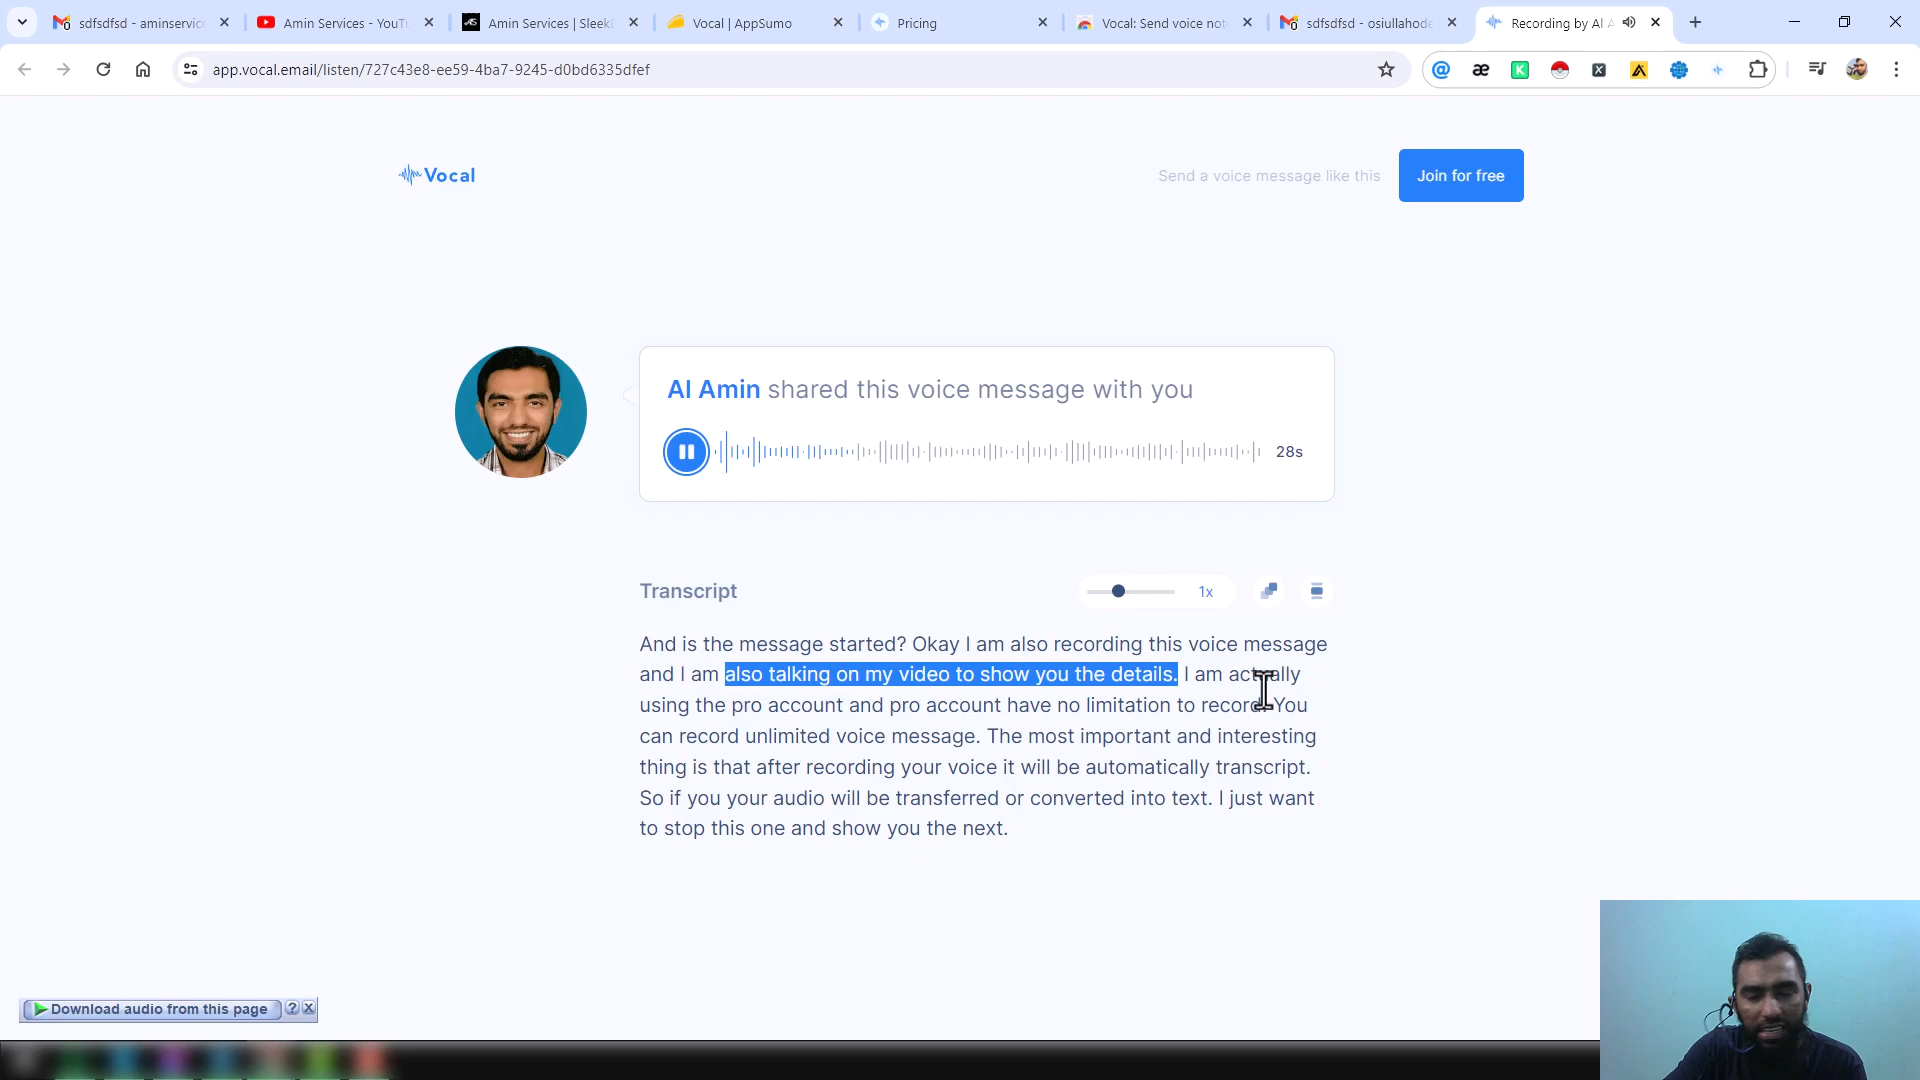 sdfsdfsd - aminservic
Amin Services - YouTu
Amin Services | Sleek
Vocal | AppSumo
Pricing
Vocal: Send voice not
sdfsdfsd - osiullahode
Recording by Al A
app.vocal.email/listen/727c43e8-ee59-4ba7-9245-d0bd6335dfef
Vocal
Send a voice message like this
Join for free
Al Amin shared this voice message with you
28s
Transcript
1x
And is the message started? Okay I am also recording this voice message
and I am also talking on my video to show you the details. I am actually
using the pro account and pro account have no limitation to record. You
can record unlimited voice message. The most important and interesting
thing is that after recording your voice it will be automatically transcript.
So if you your audio will be transferred or converted into text. I just want
to stop this one and show you the next.
Download audio from this page